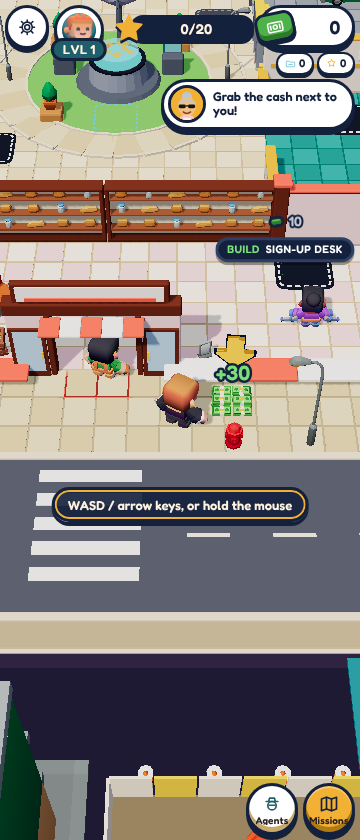 LVL 1
0/20
0
0
0
Grab the cash next to
you!
10
BUILD SIGN-UP DESK
+30
WASD / arrow keys, or hold the mouse
Agents
Missions